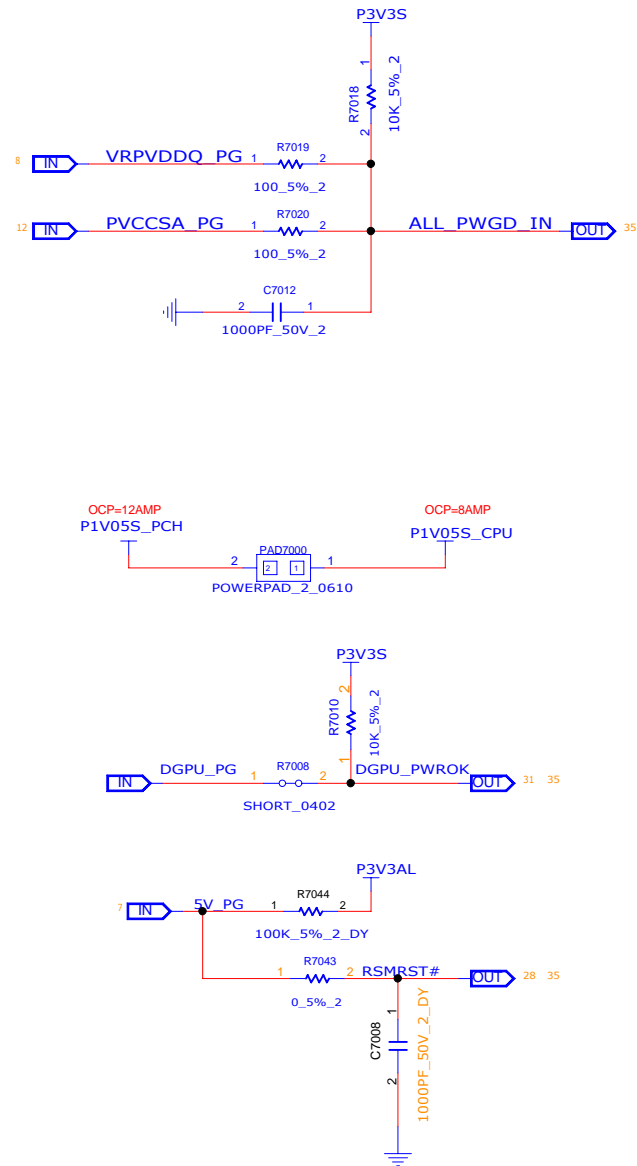 P3V3S
1
R7018
10K_5%_2
2
8 IN VRPVDDQ_PG 1 R7019 2
100_5%_2
12 IN PVCCSA_PG 1 R7020 2 ALL_PWGD_IN OUT 35
100_5%_2
C7012
2 1
1000PF_50V_2
OCP=12AMP
P1V05S_PCH
OCP=8AMP
P1V05S_CPU
PAD7000
2 2 1 1
POWERPAD_2_0610
P3V3S
2
R7010
10K_5%_2
1
IN DGPU_PG 1 R7008 2 DGPU_PWROK OUT 31 35
SHORT_0402
P3V3AL
7 IN 5V_PG 1 R7044 2
100K_5%_2_DY
1 R7043 2 RSMRST# OUT 28 35
0_5%_2
1
C7008
1000PF_50V_2_DY
2